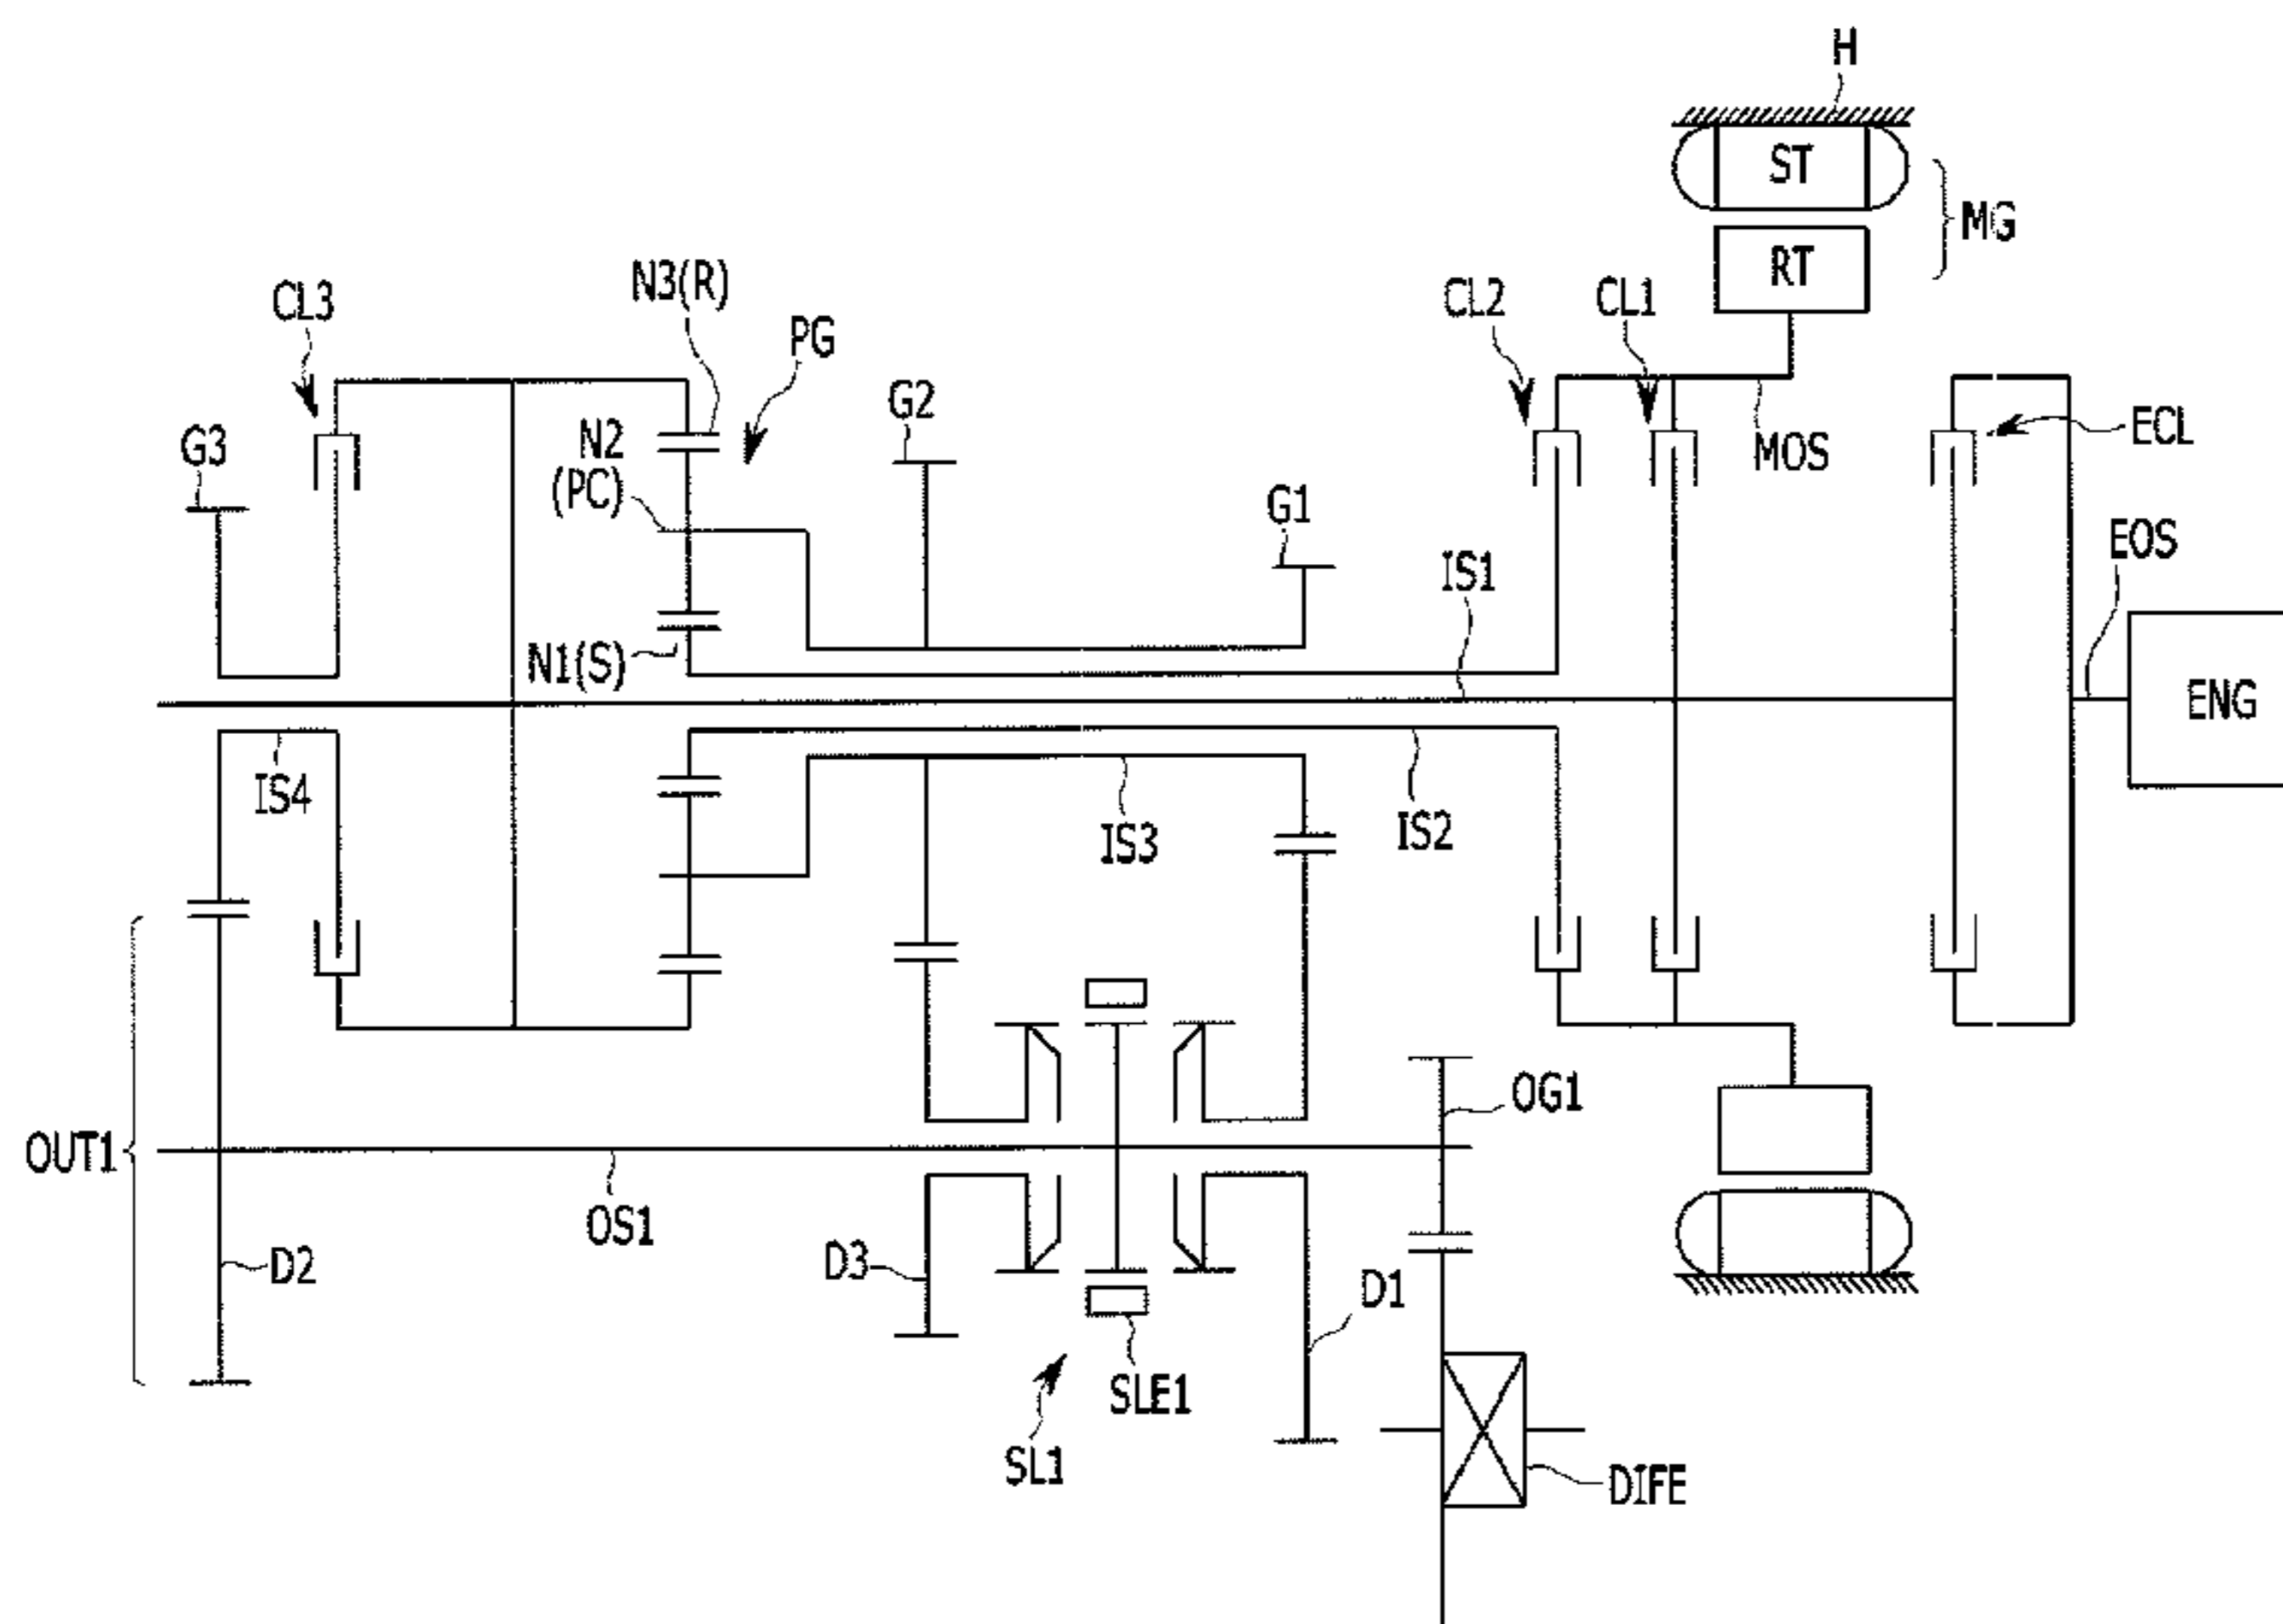 H
ST
MG
RT
N3(R)
CL3
PG
CL2
CL1
G2
N2
(PC)
G3
MOS
ECL
G1
IS1
EOS
N1(S)
ENG
IS4
IS3
IS2
OG1
OUT1
OS1
D3
D2
D1
SLE1
SL1
DIFE